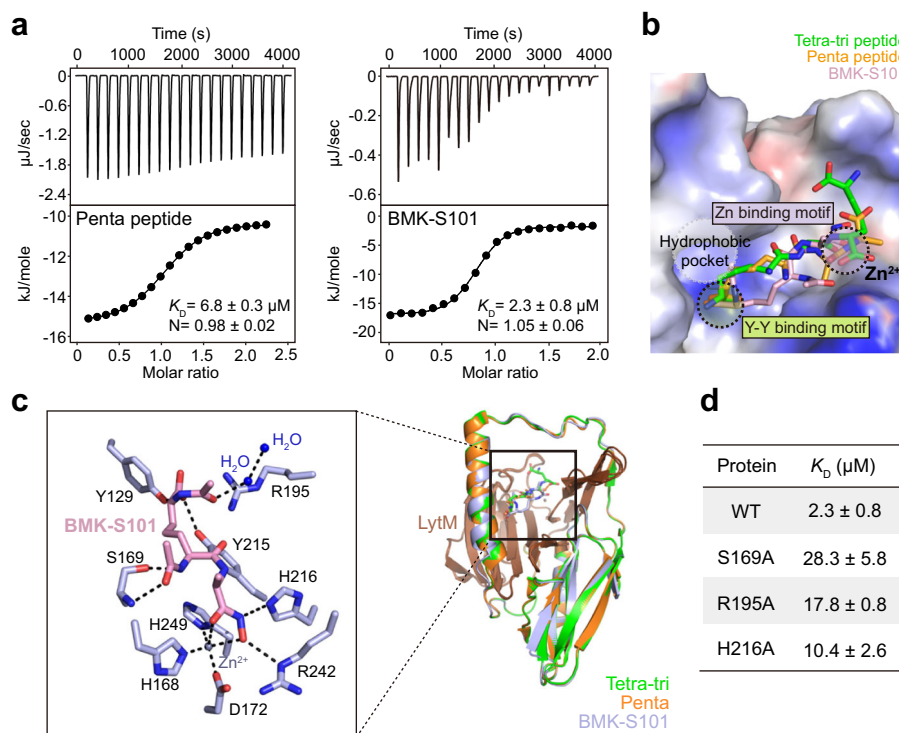 a
Time (s)
0 1000 2000 3000 4000
0
-0.6
-1.2
-1.8
-2.4
µJ/sec
-10
-12
-14
-16
kJ/mole
Penta peptide
KD = 6.8 ± 0.3 µM
N= 0.98 ± 0.02
0 0.5 1.0 1.5 2.0 2.5
Molar ratio
Time (s)
0 1000 2000 3000 4000
0
-0.2
-0.4
-0.6
µJ/sec
0
-5
-10
-15
-20
kJ/mole
BMK-S101
KD = 2.3 ± 0.8 µM
N= 1.05 ± 0.06
0 0.5 1.0 1.5 2.0
Molar ratio
b
Tetra-tri peptide
Penta peptide
BMK-S10
Zn binding motif
Hydrophobic
pocket
Zn²⁺
Y-Y binding motif
c
H₂O
H₂O
R195
Y129
BMK-S101
S169
Y215
H216
H249
Zn²⁺
H168
R242
D172
LytM
Tetra-tri
Penta
BMK-S101
d
Protein KD (µM)
WT 2.3 ± 0.8
S169A 28.3 ± 5.8
R195A 17.8 ± 0.8
H216A 10.4 ± 2.6